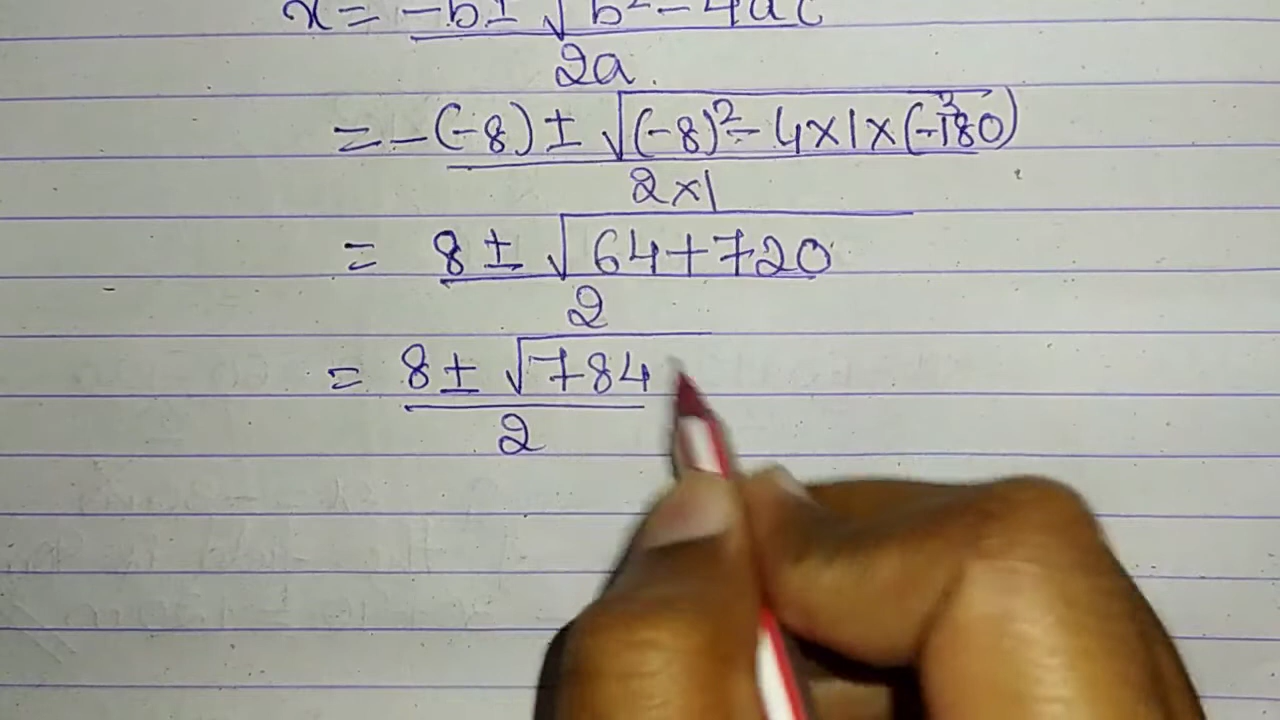 x = -b ± √b² - 4ac
2a
= -(-8) ± √(-8)² - 4×1×(-180)
2×1
= 8 ± √64+720
2
= 8 ± √784
2